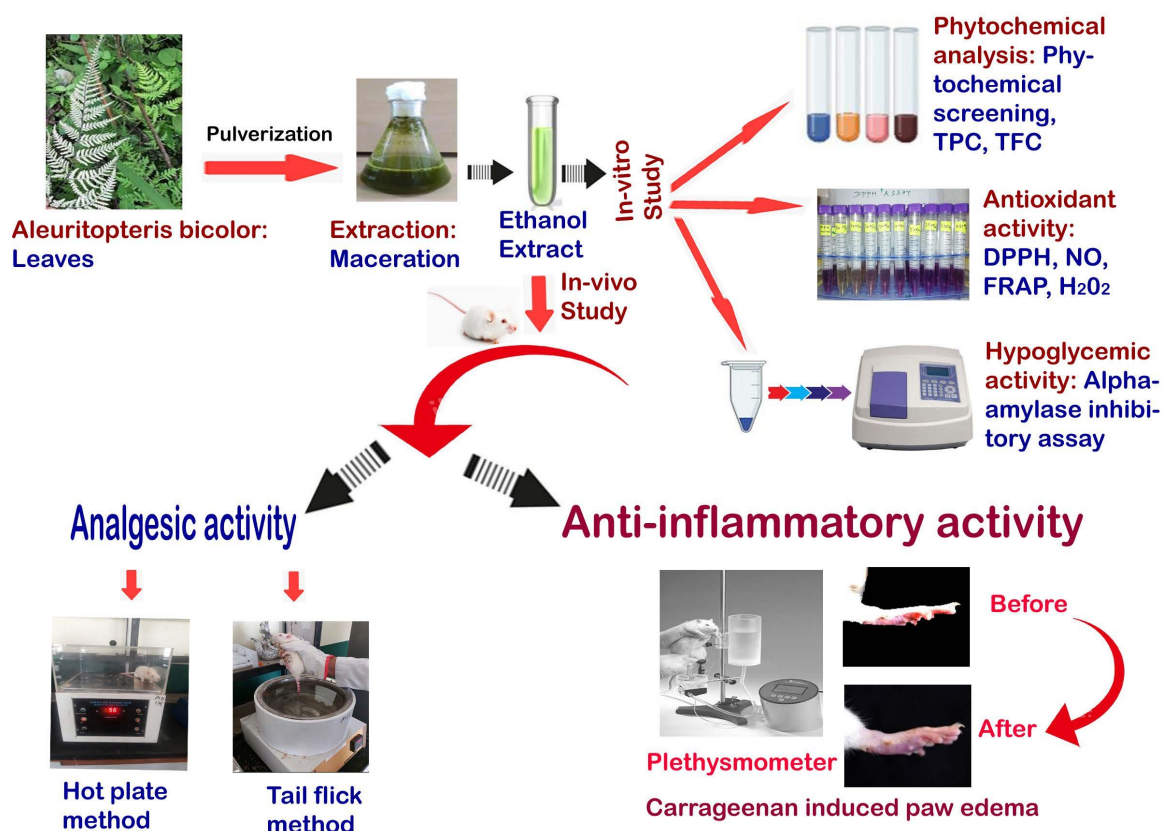 Aleuritopteris bicolor:
Leaves
Pulverization
Extraction:
Maceration
Ethanol
Extract
In-vitro
Study
Phytochemical
analysis: Phy-
tochemical
screening,
TPC, TFC
DPPH
ASSAY
Antioxidant
activity:
DPPH, NO,
FRAP, H₂0₂
Hypoglycemic
activity: Alpha-
amylase inhibi-
tory assay
In-vivo
Study
Analgesic activity
Hot plate
method
Tail flick
method
Anti-inflammatory activity
Plethysmometer
Before
After
Carrageenan induced paw edema